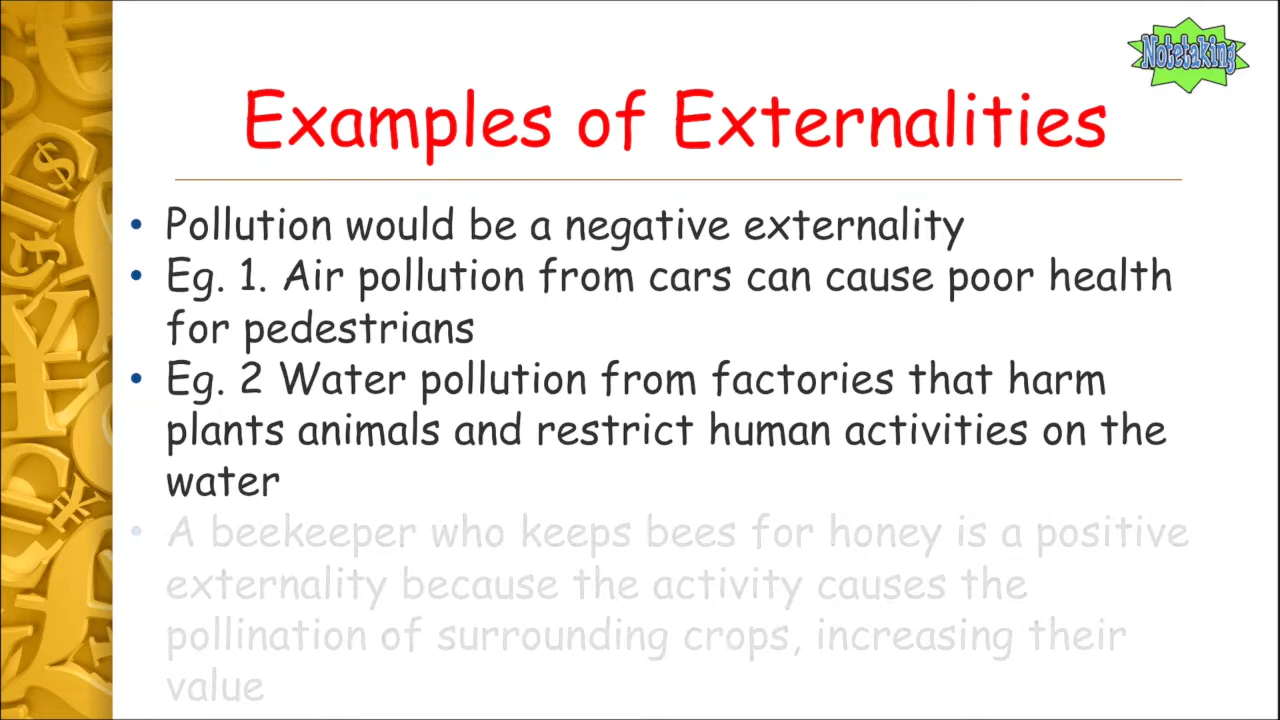 Notetaking
Examples of Externalities
• Pollution would be a negative externality
• Eg. 1. Air pollution from cars can cause poor health
for pedestrians
• Eg. 2 Water pollution from factories that harm
plants animals and restrict human activities on the
water
• A beekeeper who keeps bees for honey is a positive
externality because the activity causes the
pollination of surrounding crops, increasing their
value